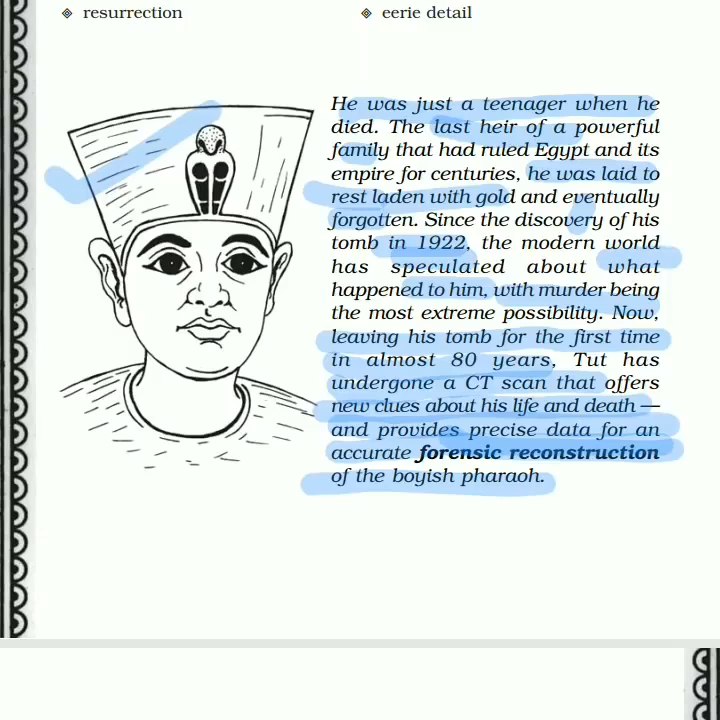 resurrection
eerie detail
He was just a teenager when he
died. The last heir of a powerful
family that had ruled Egypt and its
empire for centuries, he was laid to
rest laden with gold and eventually
forgotten. Since the discovery of his
tomb in 1922, the modern world
has speculated about what
happened to him, with murder being
the most extreme possibility. Now,
leaving his tomb for the first time
in almost 80 years, Tut has
undergone a CT scan that offers
new clues about his life and death —
and provides precise data for an
accurate forensic reconstruction
of the boyish pharaoh.